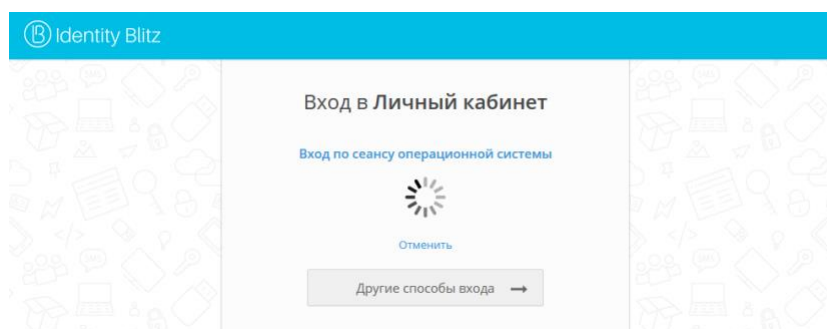 Identity Blitz
Вход в Личный кабинет
Вход по сеансу операционной системы
Отменить
Другие способы входа →